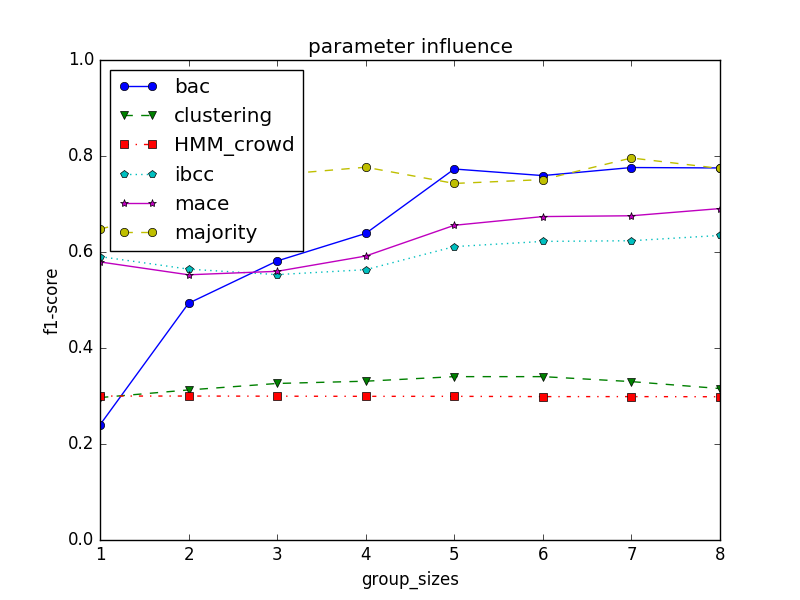 parameter influence
1.0
0.8
0.6
0.4
0.2
0.0
f1-score
bac
clustering
HMM_crowd
ibcc
mace
majority
1 2 3 4 5 6 7 8
group_sizes